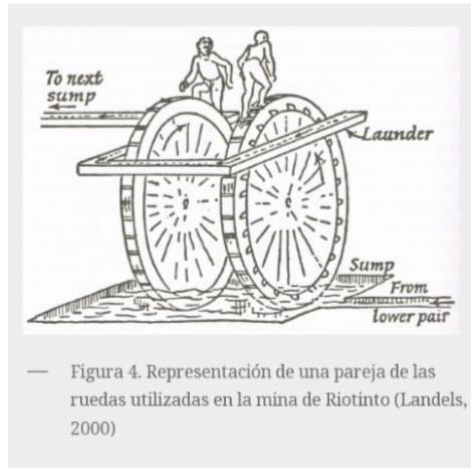 To next
sump
Launder
Sump
From
lower pair
— Figura 4. Representación de una pareja de las
ruedas utilizadas en la mina de Riotinto (Landels,
2000)